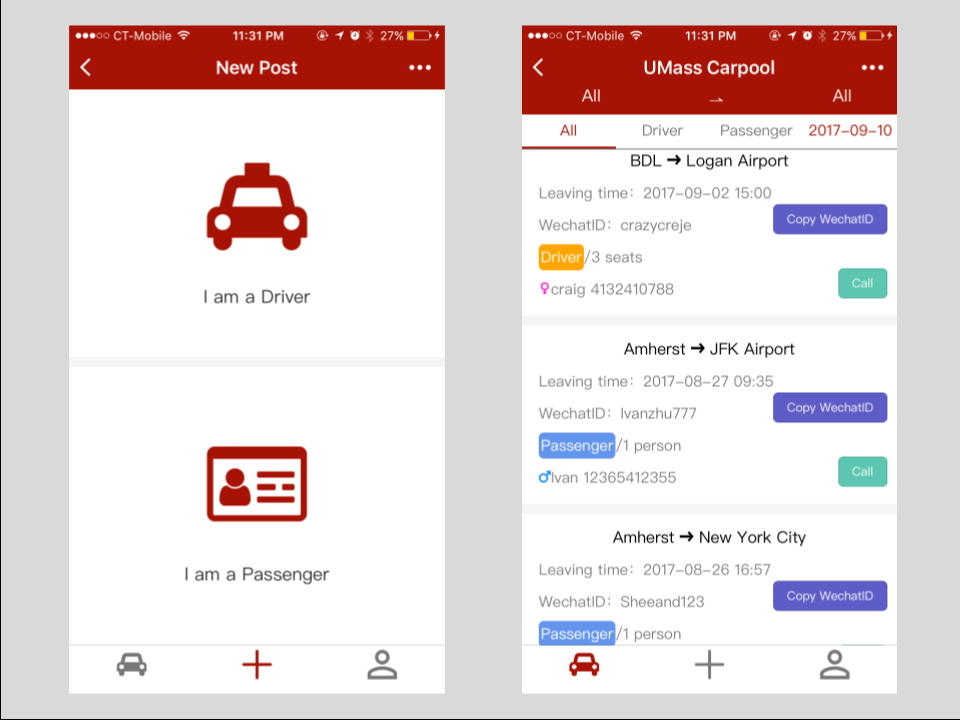 CT-Mobile 11:31 PM 27%
New Post
I am a Driver
I am a Passenger
CT-Mobile 11:31 PM 27%
UMass Carpool
All → All
All Driver Passenger 2017-09-10
BDL → Logan Airport
Leaving time： 2017-09-02 15:00
WechatID： crazycreje
Copy WechatID
Driver/3 seats
♀craig 4132410788
Call
Amherst → JFK Airport
Leaving time： 2017-08-27 09:35
WechatID： Ivanzhu777
Copy WechatID
Passenger/1 person
♂Ivan 12365412355
Call
Amherst → New York City
Leaving time： 2017-08-26 16:57
WechatID： Sheeand123
Copy WechatID
Passenger/1 person